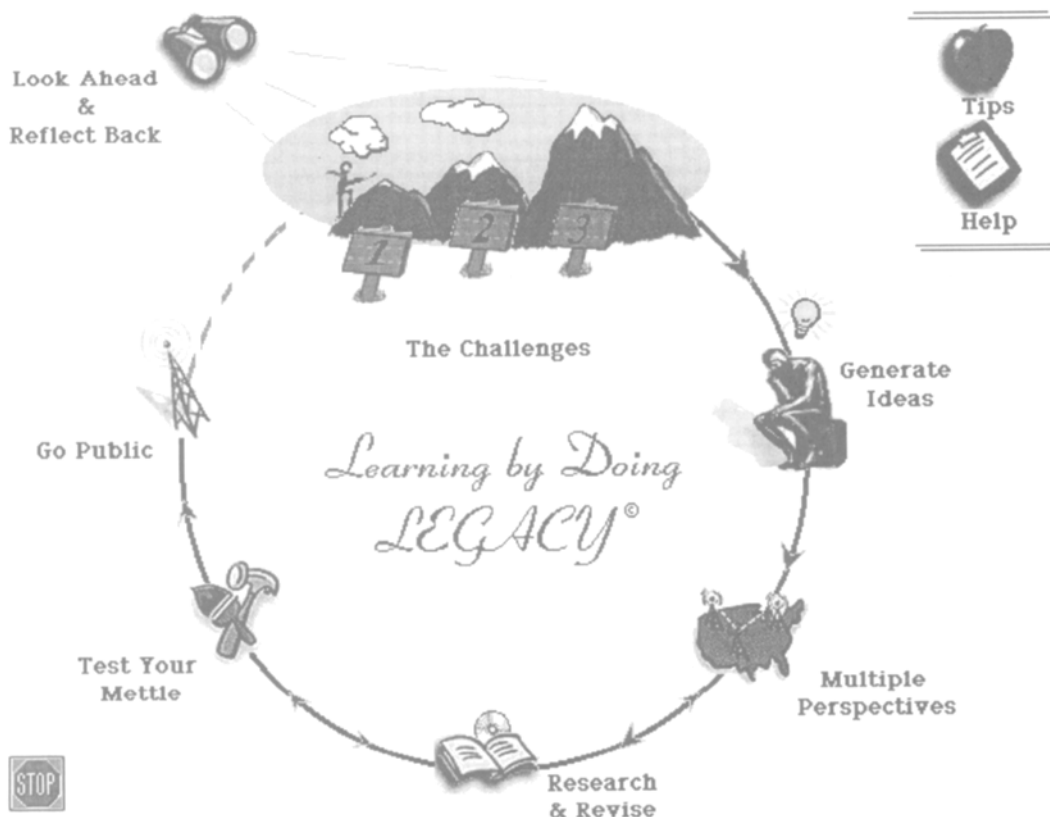 Look Ahead
&
Reflect Back
Tips
Help
1
2
3
The Challenges
Generate
Ideas
Learning by Doing
LEGACY©
Go Public
Multiple
Perspectives
Test Your
Mettle
Research
& Revise
STOP